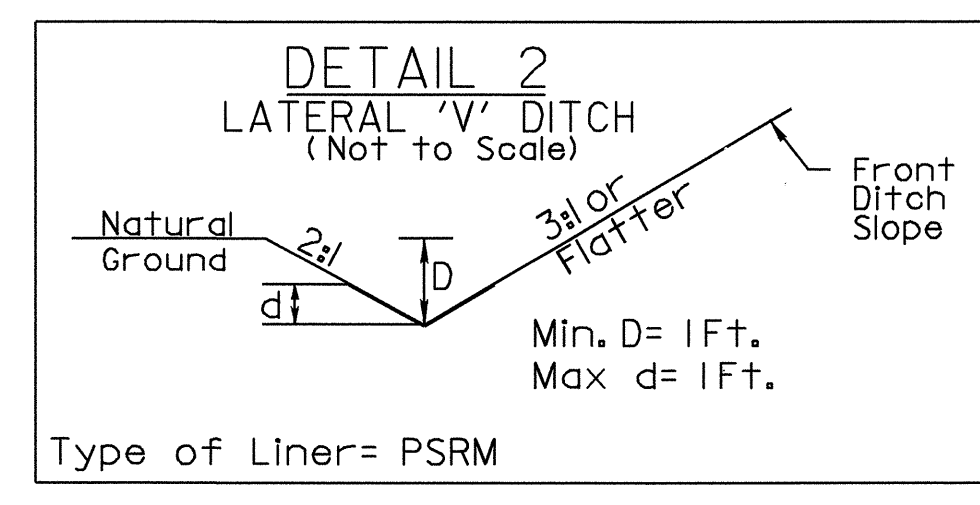 DETAIL 2
LATERAL 'V' DITCH
(Not to Scale)
Natural
Ground
2:1
d
D
3:1 or
Flatter
Front
Ditch
Slope
Min. D= 1Ft.
Max d= 1Ft.
Type of Liner= PSRM